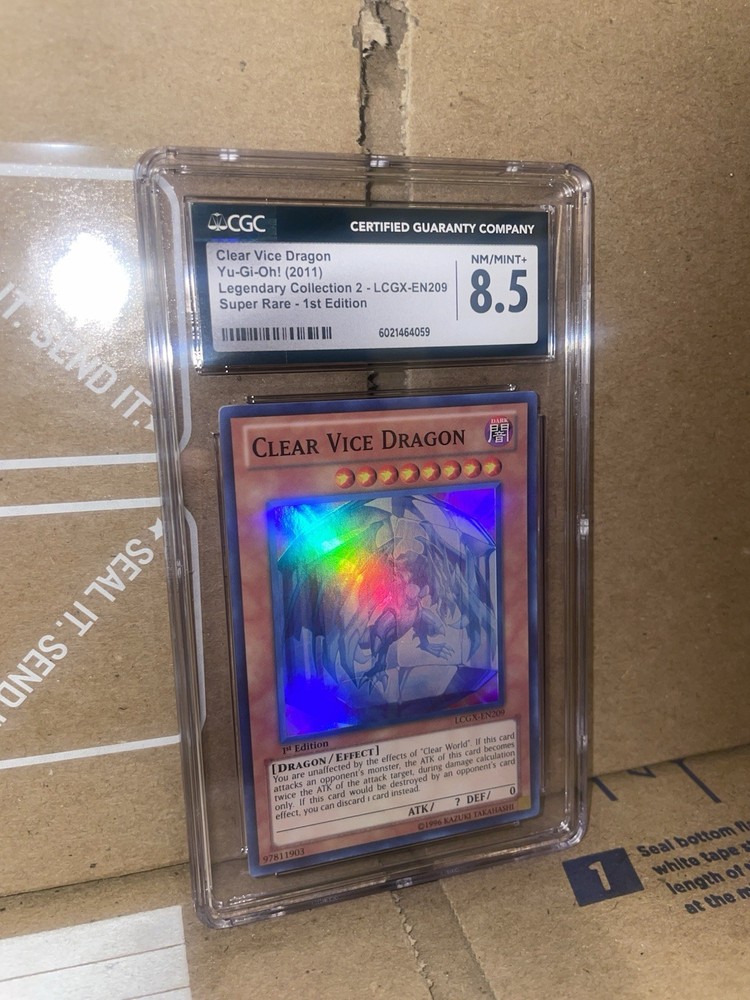 CGC
CERTIFIED GUARANTY COMPANY
Clear Vice Dragon
Yu-Gi-Oh! (2011)
Legendary Collection 2 - LCGX-EN209
Super Rare - 1st Edition
NM/MINT+
8.5
6021464059
CLEAR VICE DRAGON
DARK
闇
LCGX-EN209
1st Edition
[DRAGON/EFFECT]
You are unaffected by the effects of "Clear World". If this card
attacks an opponent's monster, the ATK of this card becomes
twice the ATK of the attack target, during damage calculation
only. If this card would be destroyed by an opponent's card
effect, you can discard 1 card instead.
ATK/ ? DEF/ 0
97811903
©1996 KAZUKI TAKAHASHI
IT. SEND IT.
SEAL IT. SEND
1
Seal bottom
white tape
length of
at the